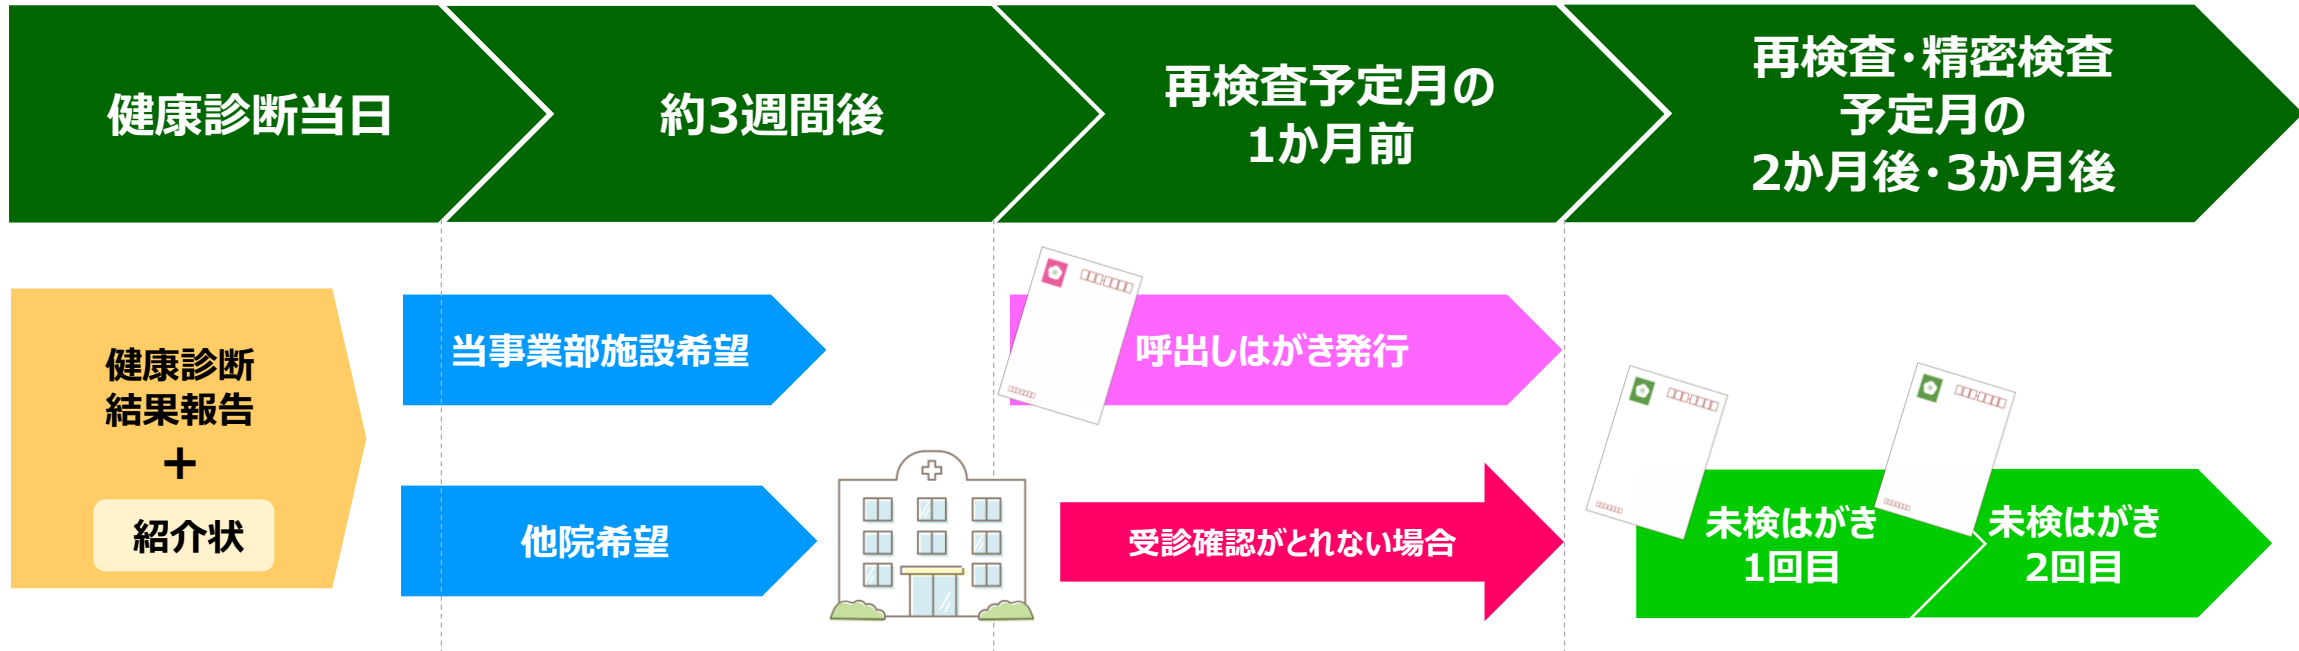 健康診断当日
約3週間後
再検査予定月の
1か月前
再検査・精密検査
予定月の
2か月後・3か月後
健康診断
結果報告
+
紹介状
当事業部施設希望
他院希望
呼出しはがき発行
受診確認がとれない場合
未検はがき
1回目
未検はがき
2回目